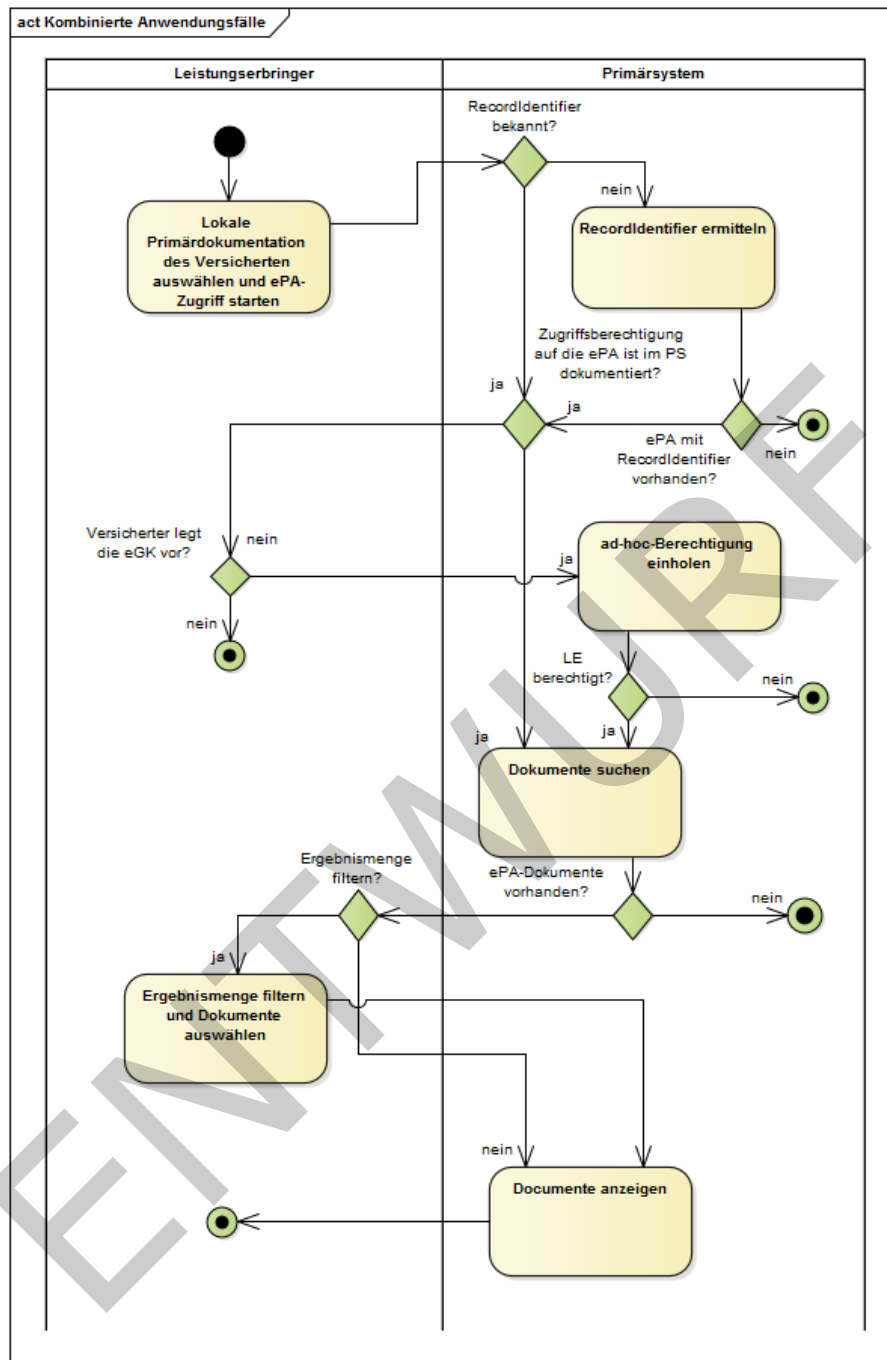 act Kombinierte Anwendungsfälle
Leistungserbringer
Primärsystem
RecordIdentifier
bekannt?
nein
Lokale
Primärdokumentation
des Versicherten
auswählen und ePA-
Zugriff starten
RecordIdentifier ermitteln
Zugriffsberechtigung
auf die ePA ist im PS
dokumentiert?
ja
ja
ePA mit
RecordIdentifier
vorhanden?
nein
Versicherter legt
die eGK vor?
nein
ja
ad-hoc-Berechtigung
einholen
nein
LE
berechtigt?
nein
ja
ja
Dokumente suchen
Ergebnismenge
filtern?
ePA-Dokumente
vorhanden?
nein
ja
Ergebnismenge filtern
und Dokumente
auswählen
nein
Documente anzeigen
ENTWURF